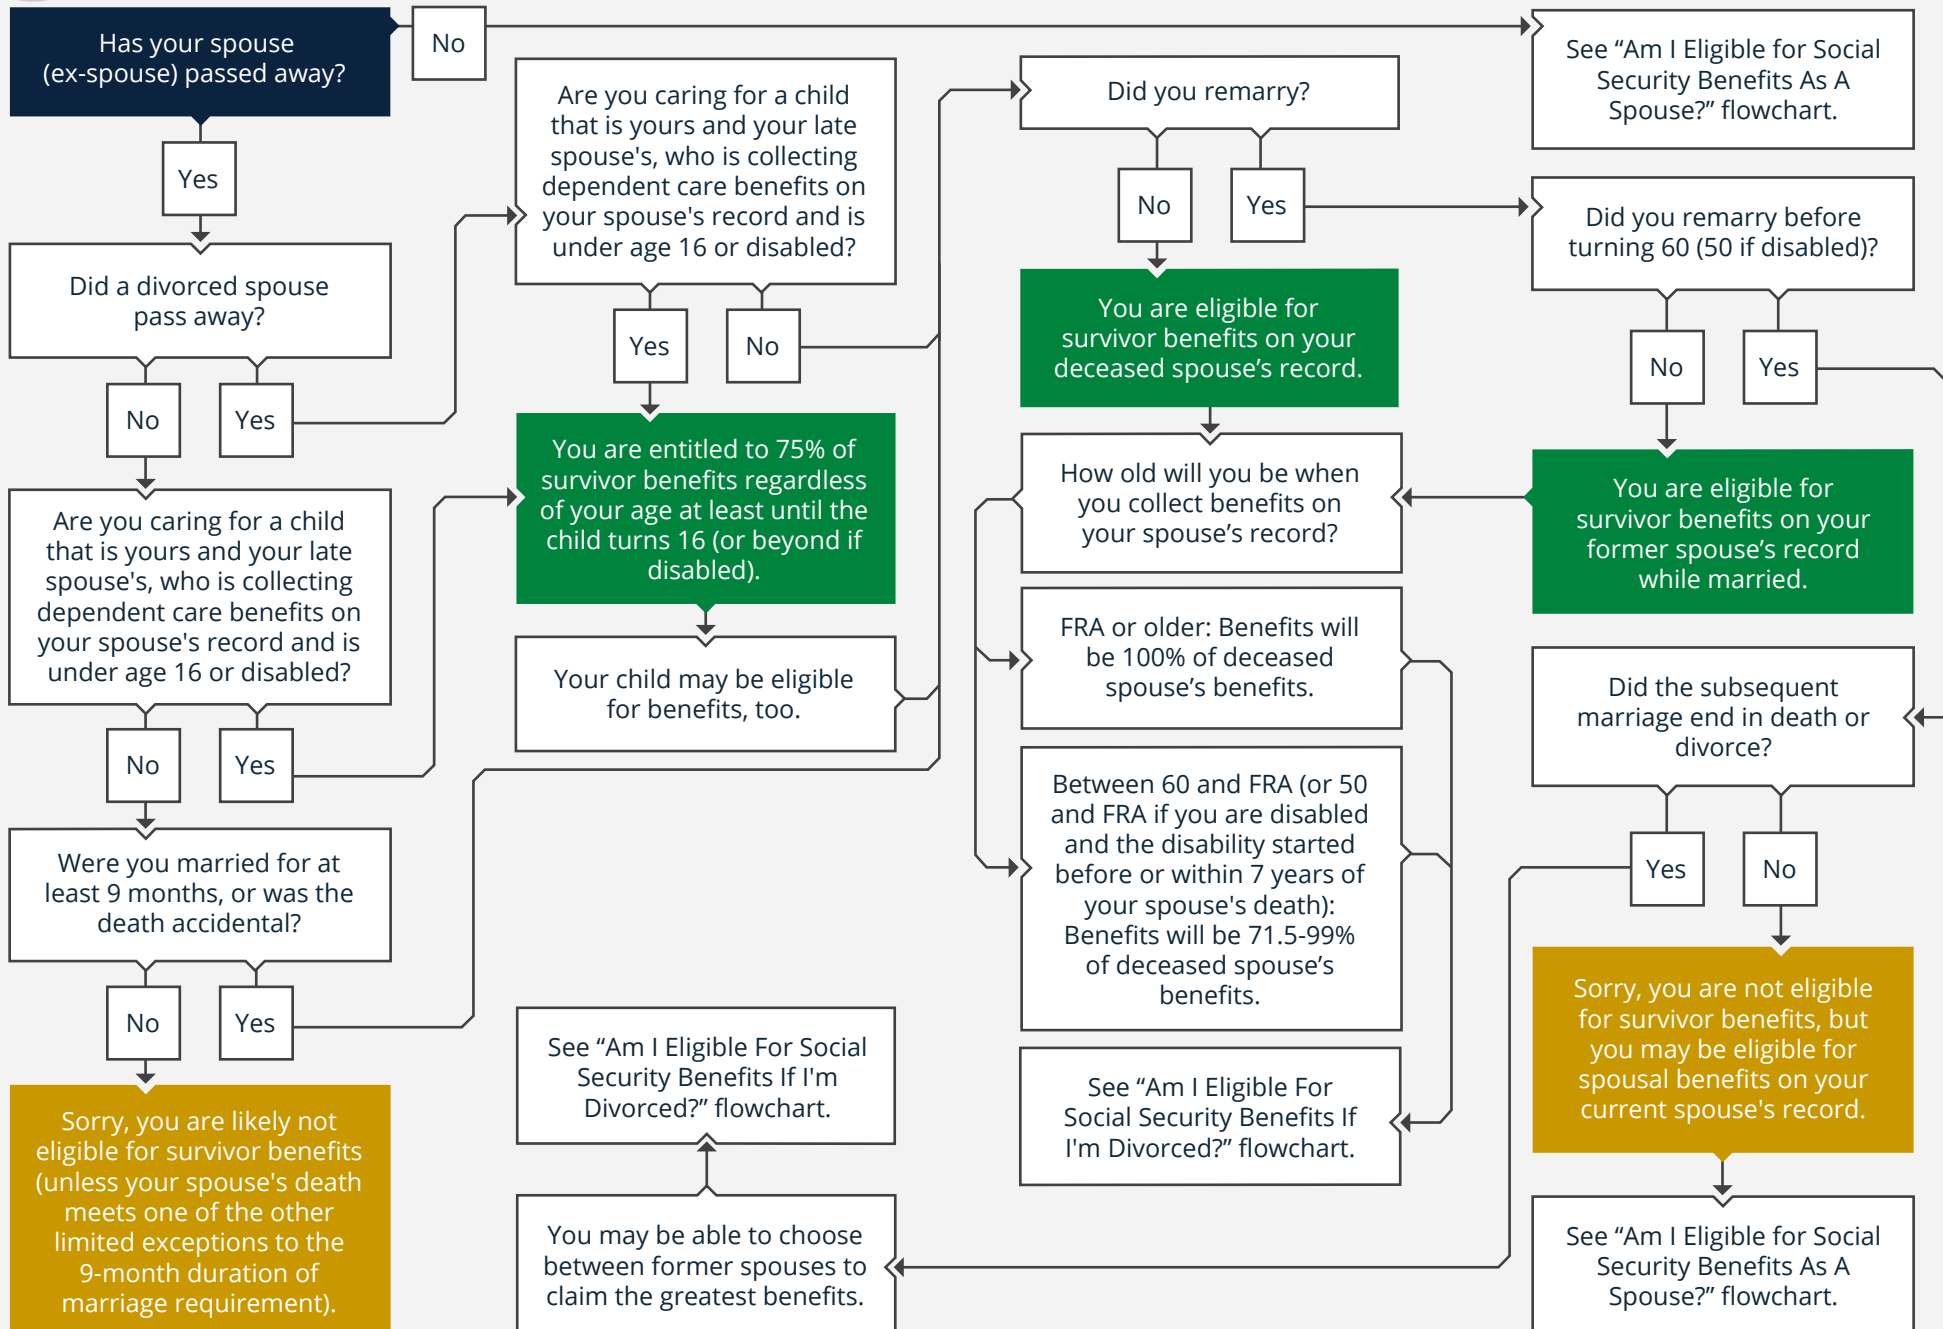 Has your spouse
(ex-spouse) passed away?
No
Yes
Did a divorced spouse
pass away?
No
Yes
Are you caring for a child
that is yours and your late
spouse's, who is collecting
dependent care benefits on
your spouse's record and is
under age 16 or disabled?
No
Yes
Were you married for at
least 9 months, or was the
death accidental?
No
Yes
Sorry, you are likely not
eligible for survivor benefits
(unless your spouse's death
meets one of the other
limited exceptions to the
9-month duration of
marriage requirement).
Are you caring for a child
that is yours and your late
spouse's, who is collecting
dependent care benefits on
your spouse's record and is
under age 16 or disabled?
Yes
No
You are entitled to 75% of
survivor benefits regardless
of your age at least until the
child turns 16 (or beyond if
disabled).
Your child may be eligible
for benefits, too.
See “Am I Eligible For Social
Security Benefits If I'm
Divorced?” flowchart.
You may be able to choose
between former spouses to
claim the greatest benefits.
Did you remarry?
No
Yes
You are eligible for
survivor benefits on your
deceased spouse’s record.
How old will you be when
you collect benefits on
your spouse’s record?
FRA or older: Benefits will
be 100% of deceased
spouse’s benefits.
Between 60 and FRA (or 50
and FRA if you are disabled
and the disability started
before or within 7 years of
your spouse's death):
Benefits will be 71.5-99%
of deceased spouse’s
benefits.
See “Am I Eligible For
Social Security Benefits If
I'm Divorced?” flowchart.
See “Am I Eligible for Social
Security Benefits As A
Spouse?” flowchart.
Did you remarry before
turning 60 (50 if disabled)?
No
Yes
You are eligible for
survivor benefits on your
former spouse’s record
while married.
Did the subsequent
marriage end in death or
divorce?
Yes
No
Sorry, you are not eligible
for survivor benefits, but
you may be eligible for
spousal benefits on your
current spouse's record.
See “Am I Eligible for Social
Security Benefits As A
Spouse?” flowchart.